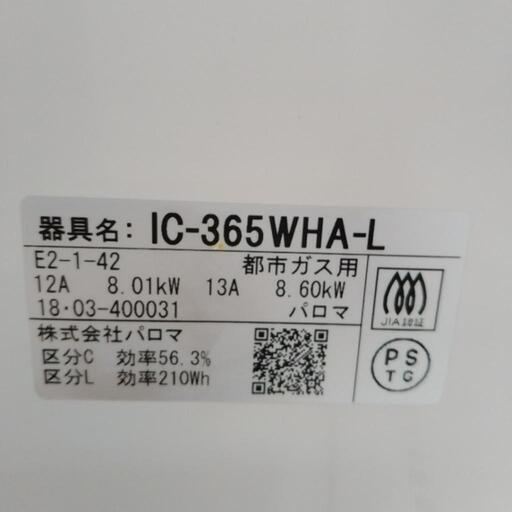 器具名: IC-365WHA-L
E2-1-42 都市ガス用
12A 8.01kW 13A 8.60kW
18・03-400031 パロマ
株式会社パロマ
区分C 効率56.3%
区分L 効率210Wh
JIA認証
PS
TG